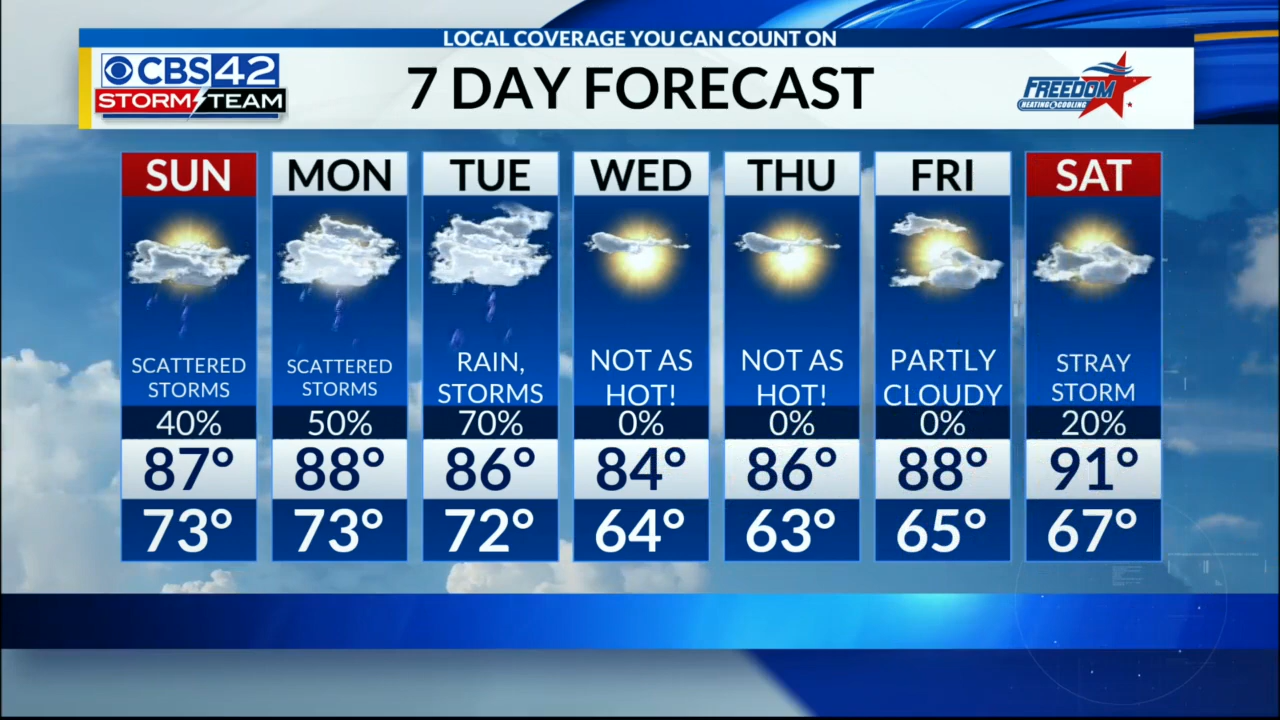 LOCAL COVERAGE YOU CAN COUNT ON
CBS 42
STORM TEAM
7 DAY FORECAST
FREEDOM
HEATING & COOLING
SUN MON TUE WED THU FRI SAT
SCATTERED STORMS
SCATTERED STORMS
RAIN, STORMS
NOT AS HOT!
NOT AS HOT!
PARTLY CLOUDY
STRAY STORM
40% 50% 70% 0% 0% 0% 20%
87° 88° 86° 84° 86° 88° 91°
73° 73° 72° 64° 63° 65° 67°